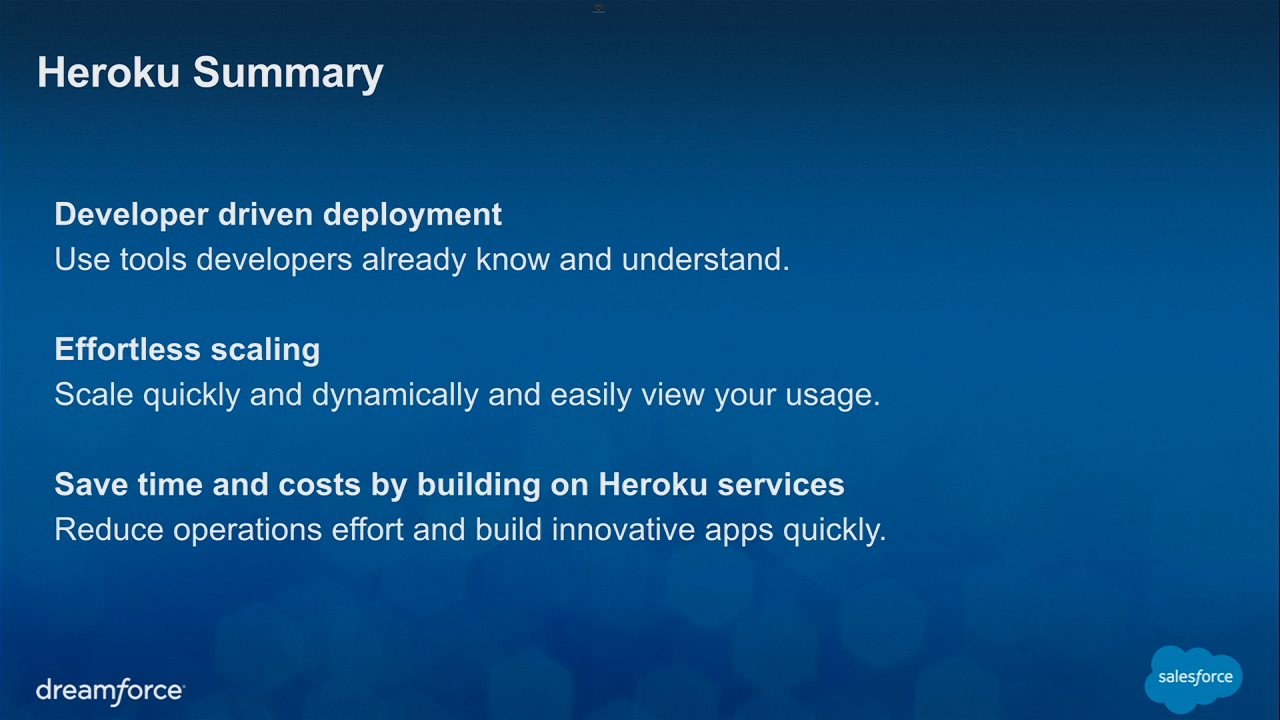 Heroku Summary
Developer driven deployment
Use tools developers already know and understand.
Effortless scaling
Scale quickly and dynamically and easily view your usage.
Save time and costs by building on Heroku services
Reduce operations effort and build innovative apps quickly.
dreamforce
salesforce